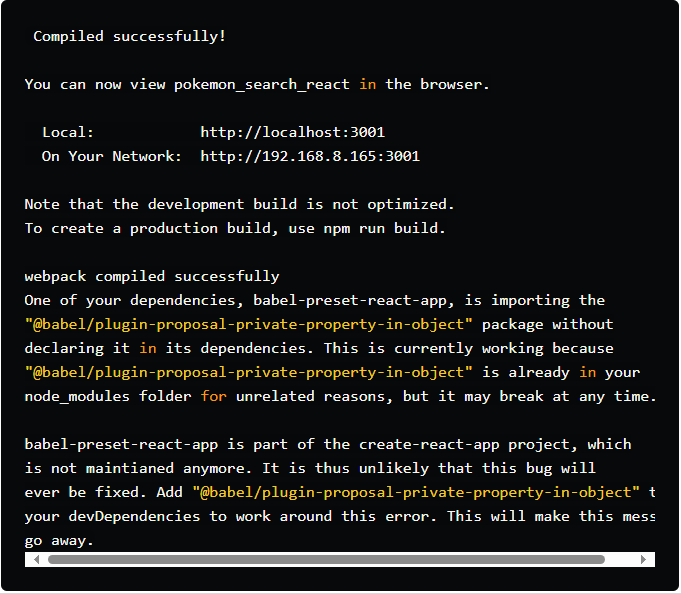 Compiled successfully!
You can now view pokemon_search_react in the browser.
Local:            http://localhost:3001
On Your Network:  http://192.168.8.165:3001
Note that the development build is not optimized.
To create a production build, use npm run build.
webpack compiled successfully
One of your dependencies, babel-preset-react-app, is importing the
"@babel/plugin-proposal-private-property-in-object" package without
declaring it in its dependencies. This is currently working because
"@babel/plugin-proposal-private-property-in-object" is already in your
node_modules folder for unrelated reasons, but it may break at any time.
babel-preset-react-app is part of the create-react-app project, which
is not maintianed anymore. It is thus unlikely that this bug will
ever be fixed. Add "@babel/plugin-proposal-private-property-in-object" t
your devDependencies to work around this error. This will make this mess
go away.